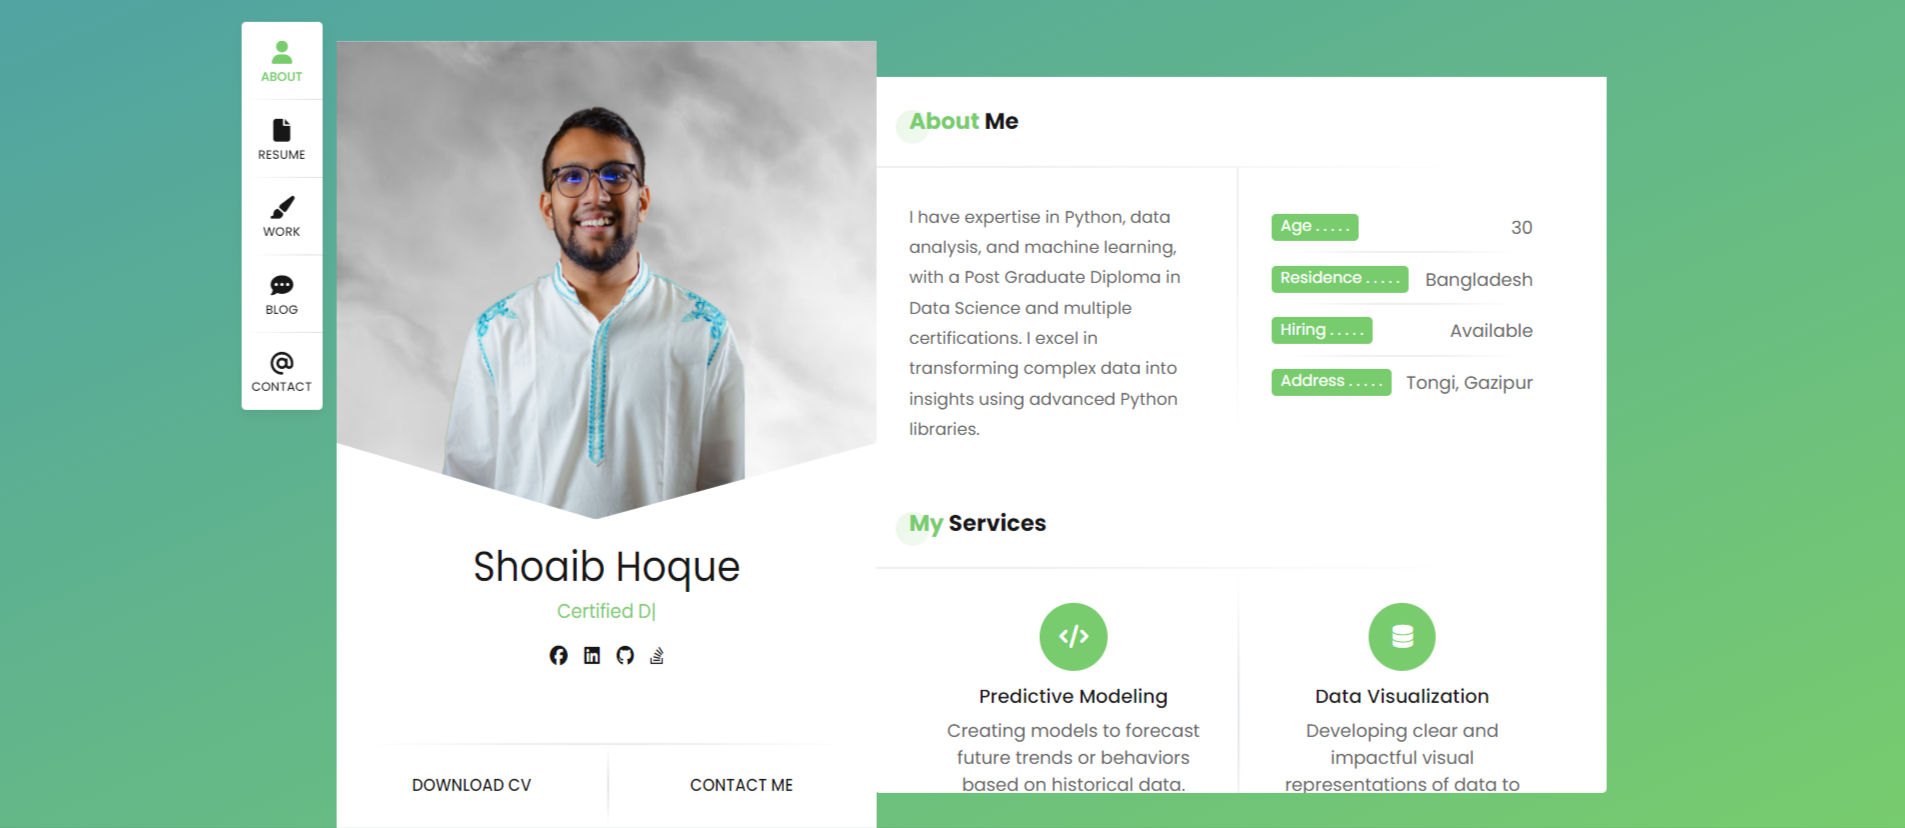 ABOUT
RESUME
WORK
BLOG
CONTACT
Shoaib Hoque
Certified D|
DOWNLOAD CV
CONTACT ME
About Me
I have expertise in Python, data
analysis, and machine learning,
with a Post Graduate Diploma in
Data Science and multiple
certifications. I excel in
transforming complex data into
insights using advanced Python
libraries.
Age . . . . . 30
Residence . . . . . Bangladesh
Hiring . . . . . Available
Address . . . . . Tongi, Gazipur
My Services
Predictive Modeling
Creating models to forecast
future trends or behaviors
based on historical data.
Data Visualization
Developing clear and
impactful visual
representations of data to